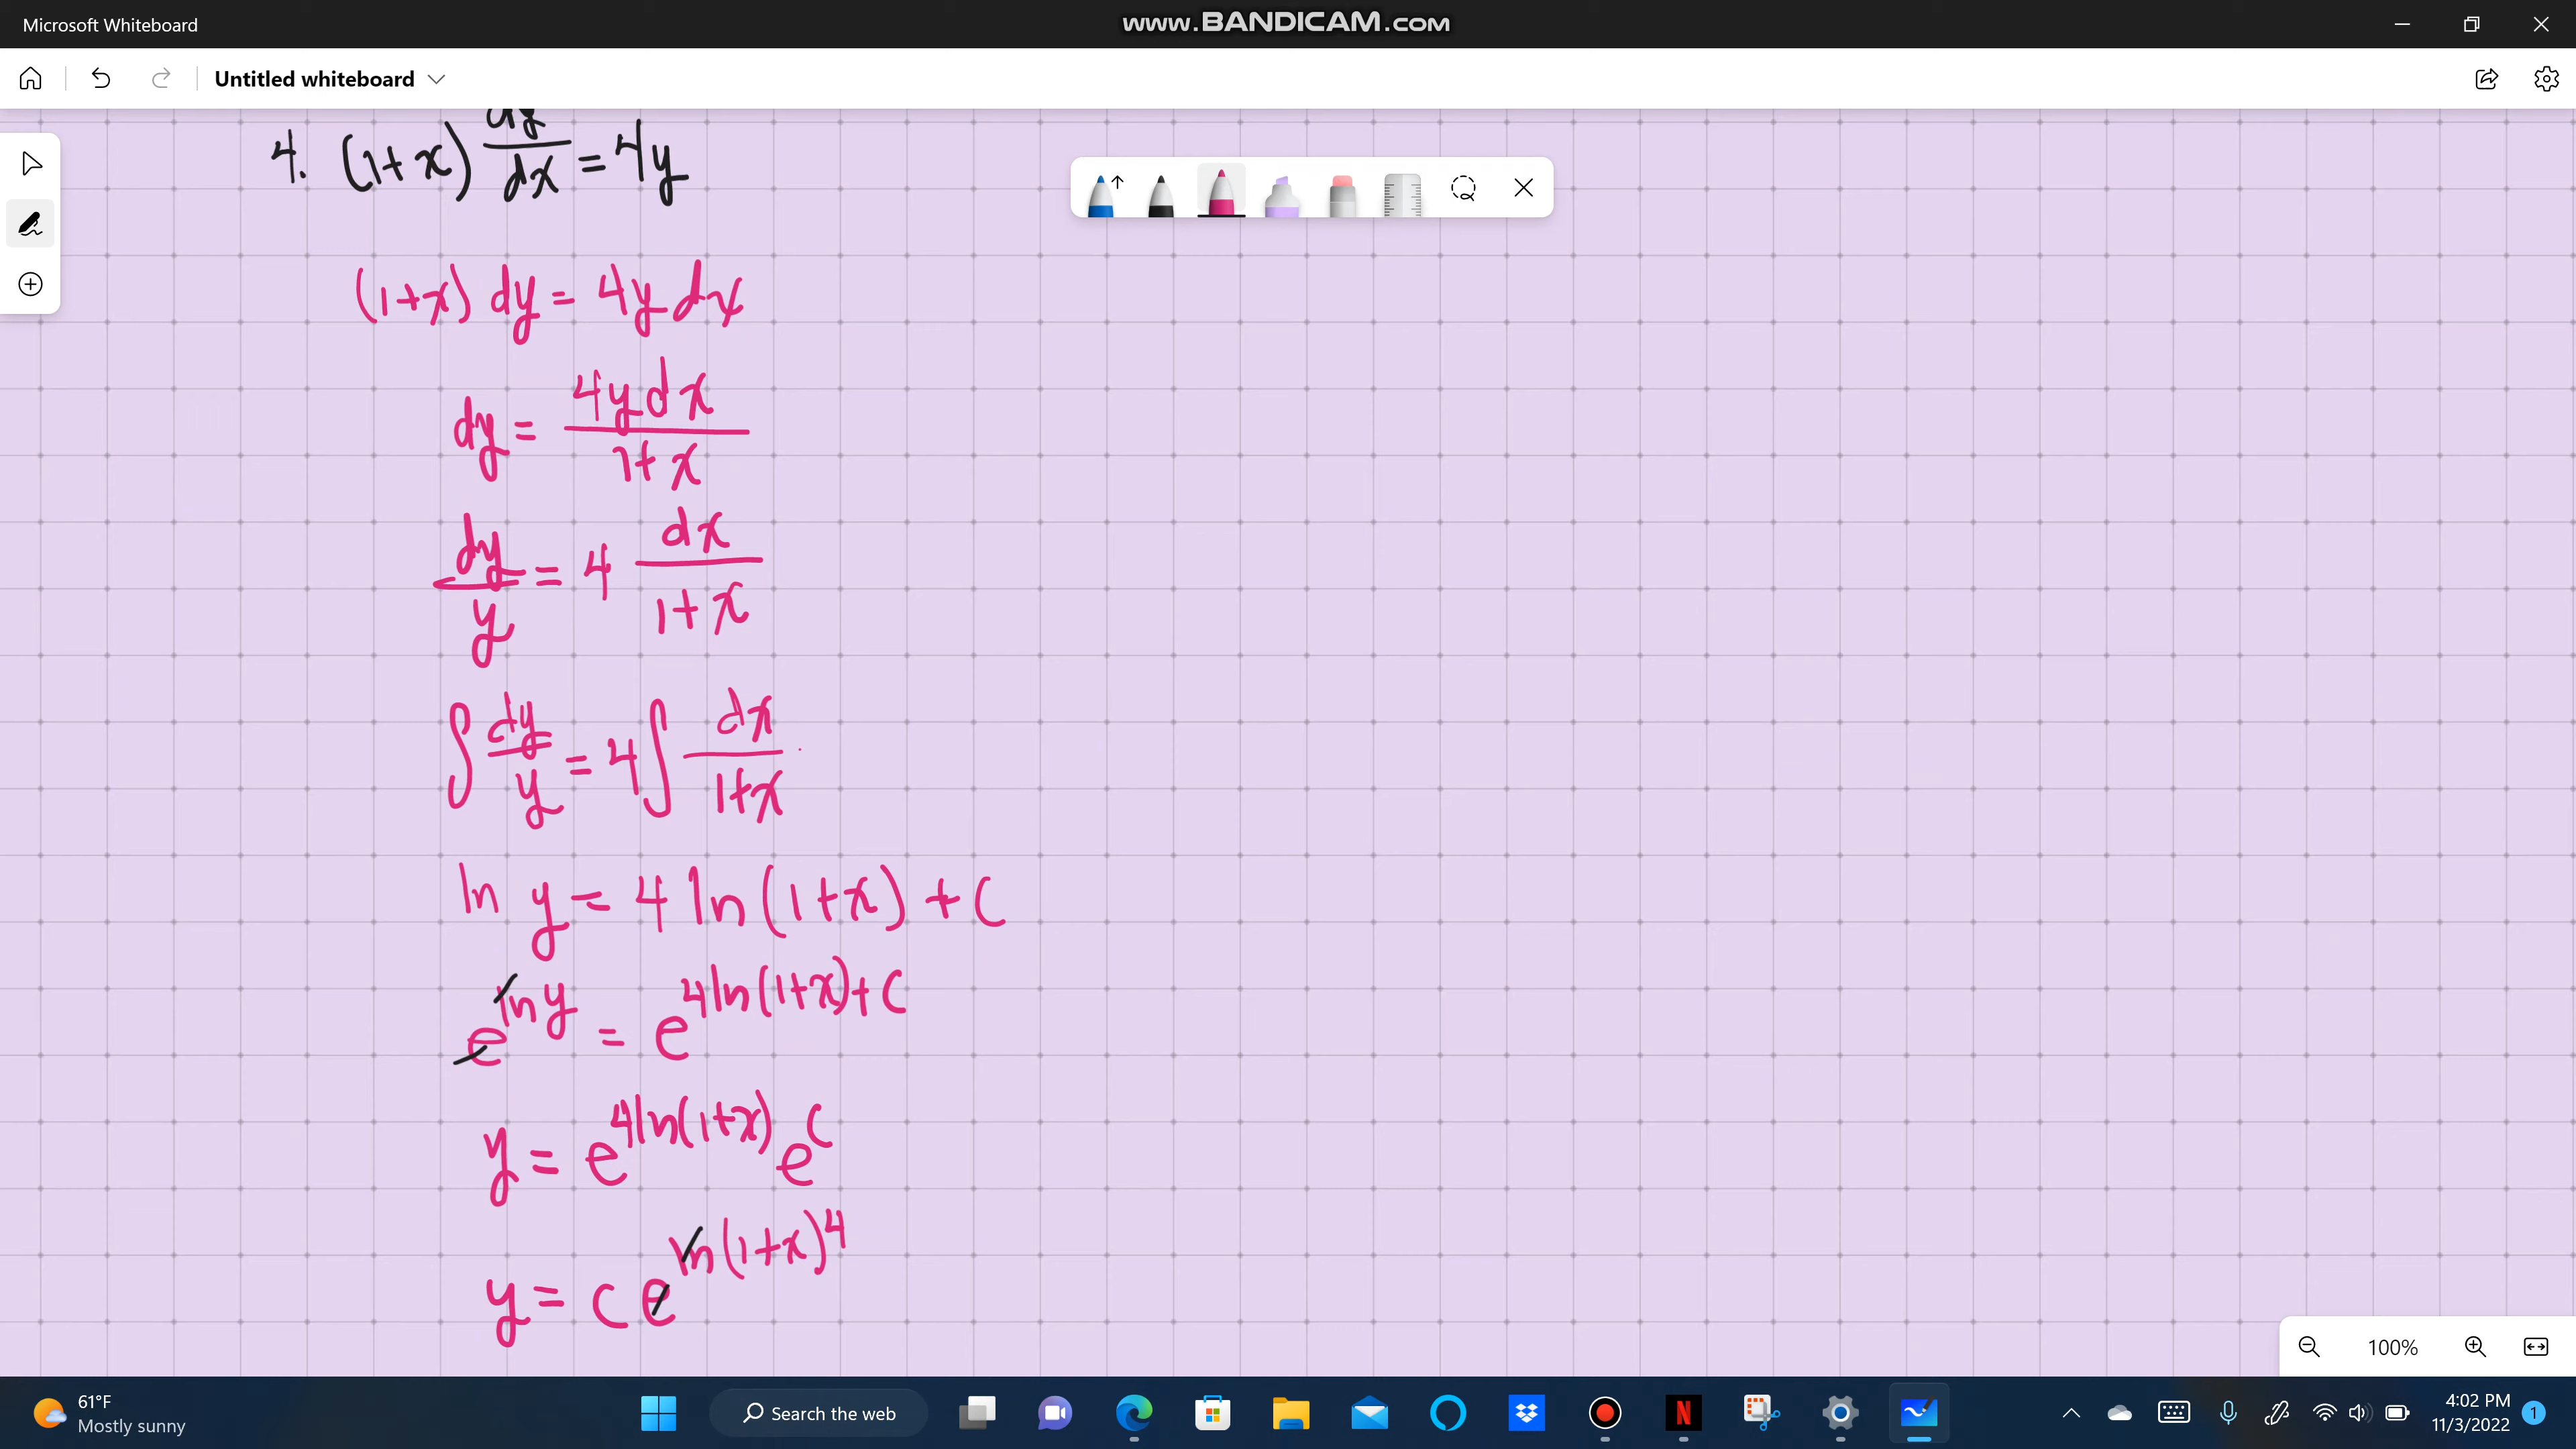 Microsoft Whiteboard
www.BANDICAM.com
Untitled whiteboard
4. (1+x) dy/dx = 4y
(1+x) dy = 4y dx
dy = 4y dx / 1+x
dy/y = 4 dx/1+x
∫ dy/y = 4 ∫ dx/1+x
ln y = 4 ln (1+x) + C
e^ln y = e^4ln(1+x)+C
y = e^4ln(1+x) e^C
y = C e^ln(1+x)^4
100%
61°F
Mostly sunny
Search the web
N
4:02 PM
11/3/2022
1